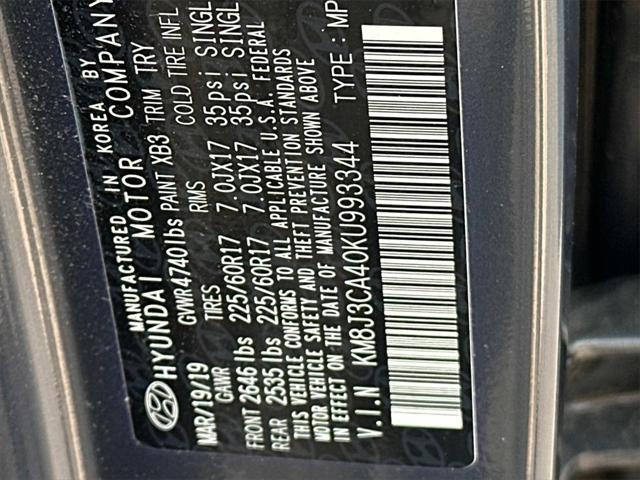 MANUFACTURED IN KOREA BY
HYUNDAI MOTOR COMPANY
MAR/19/19 GVWR4740lbs PAINT XB3 TRIM TRY
GAWR TIRES RIMS COLD TIRE INFL
FRONT 2646 lbs 225/60R17 7.0JX17 35psi SINGL
REAR 2535 lbs 225/60R17 7.0JX17 35psi SINGL
THIS VEHICLE CONFORMS TO ALL APPLICABLE U.S.A. FEDERAL
MOTOR VEHICLE SAFETY AND THEFT PREVENTION STANDARDS
IN EFFECT ON THE DATE OF MANUFACTURE SHOWN ABOVE
V.I.N KM8J3CA40KU993344 TYPE : MP